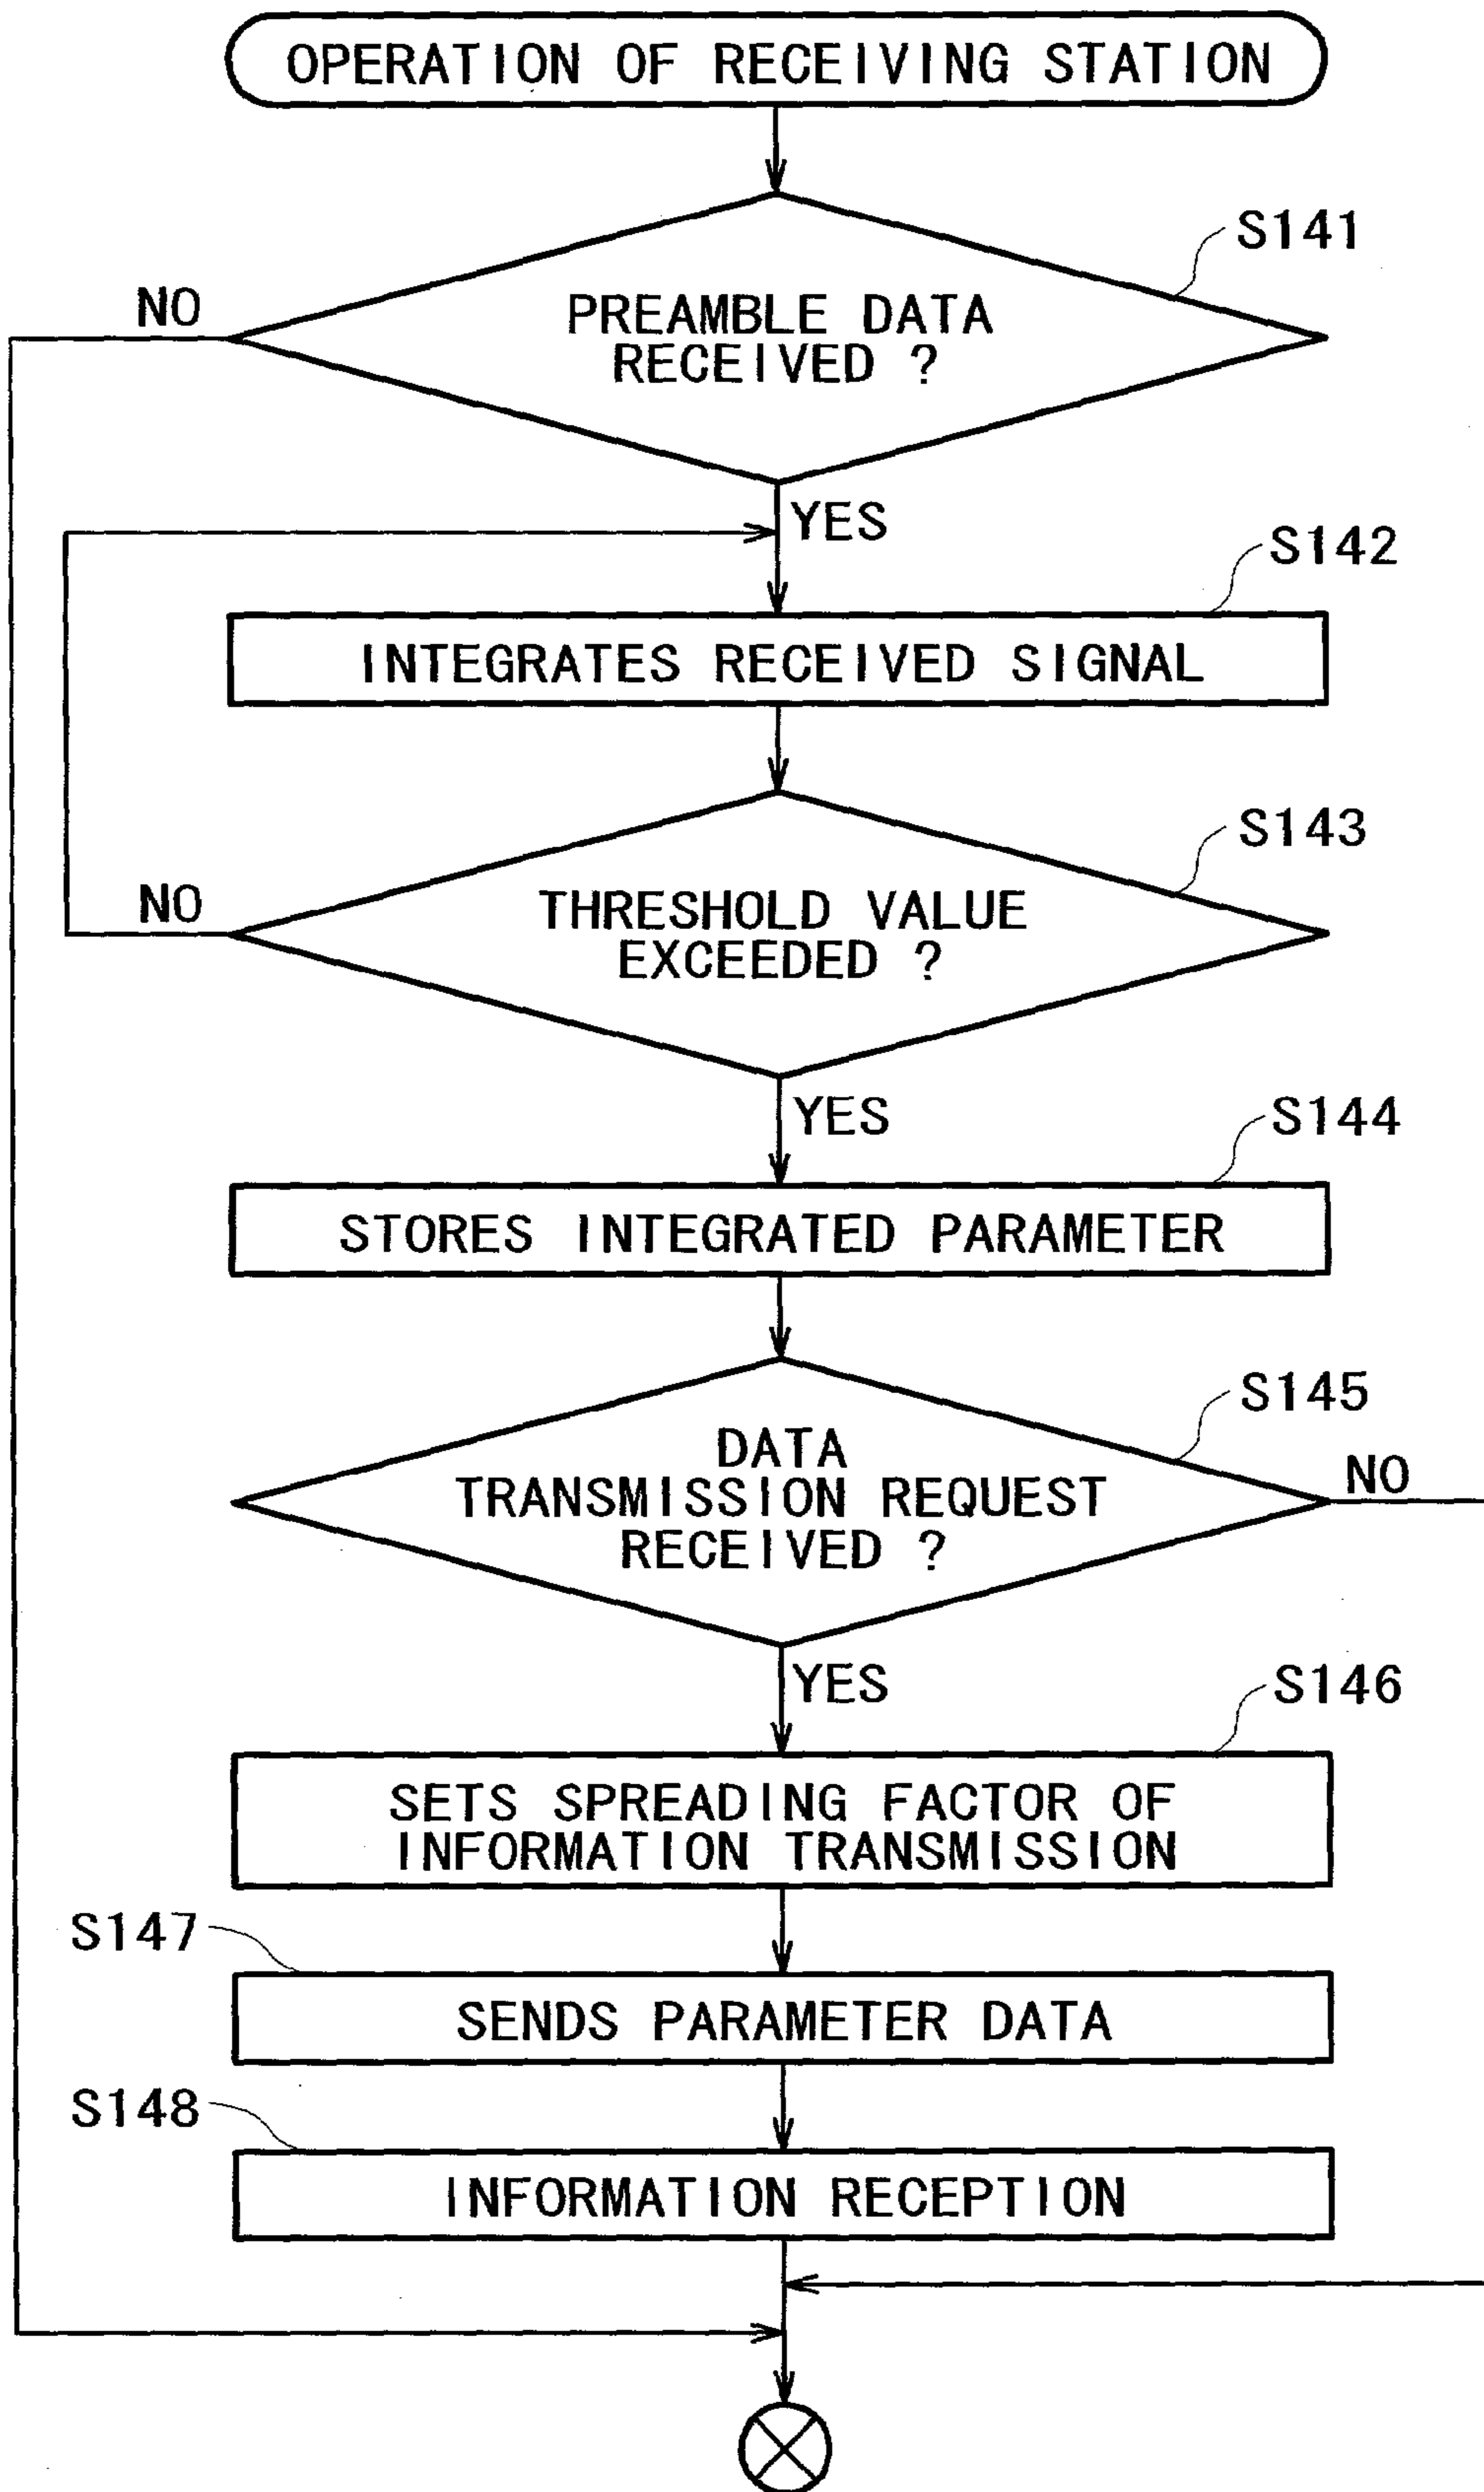 OPERATION OF RECEIVING STATION
S141
NO
PREAMBLE DATA
RECEIVED ?
YES
S142
INTEGRATES RECEIVED SIGNAL
S143
NO
THRESHOLD VALUE
EXCEEDED ?
YES
S144
STORES INTEGRATED PARAMETER
S145
DATA
TRANSMISSION REQUEST
RECEIVED ?
NO
YES
S146
SETS SPREADING FACTOR OF
INFORMATION TRANSMISSION
S147
SENDS PARAMETER DATA
S148
INFORMATION RECEPTION